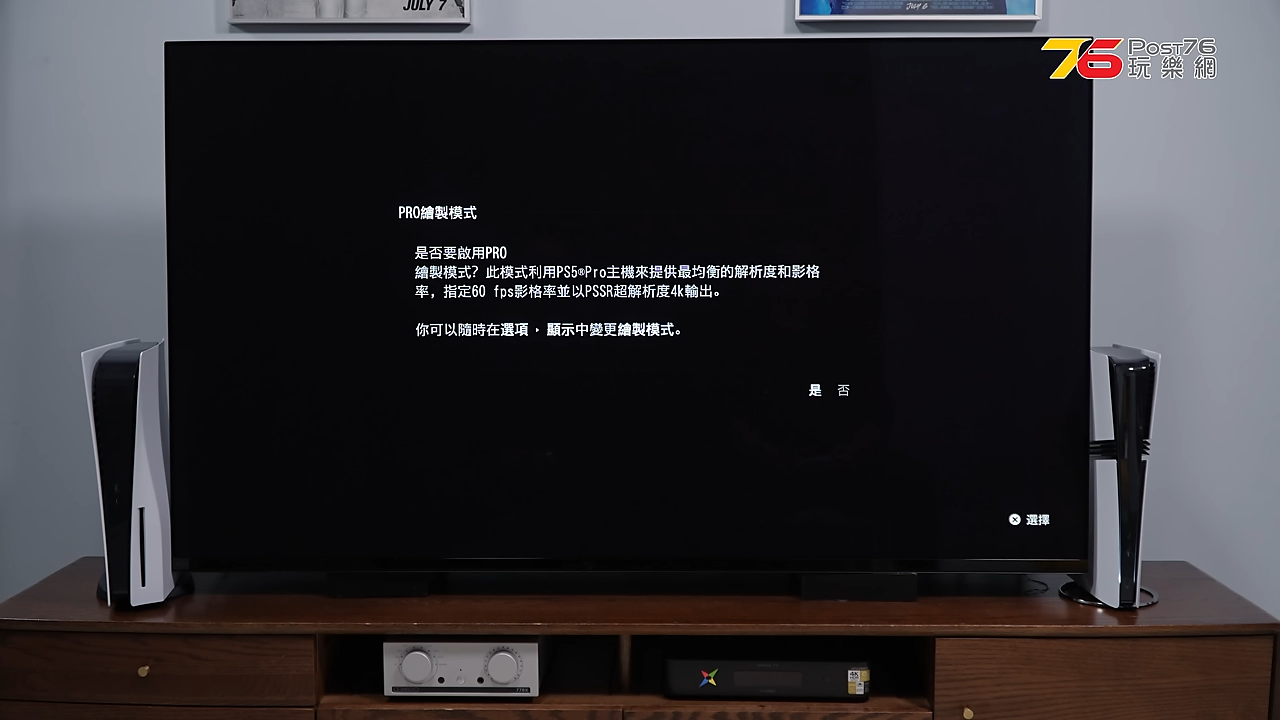 JULY 7
JULY 6
76 Post76
玩樂網
PRO繪製模式
是否要啟用PRO
繪製模式? 此模式利用PS5®Pro主機來提供最均衡的解析度和影格
率，指定60 fps影格率並以PSSR超解析度4k輸出。
你可以隨時在選項，顯示中變更繪製模式。
是 否
選擇
4K